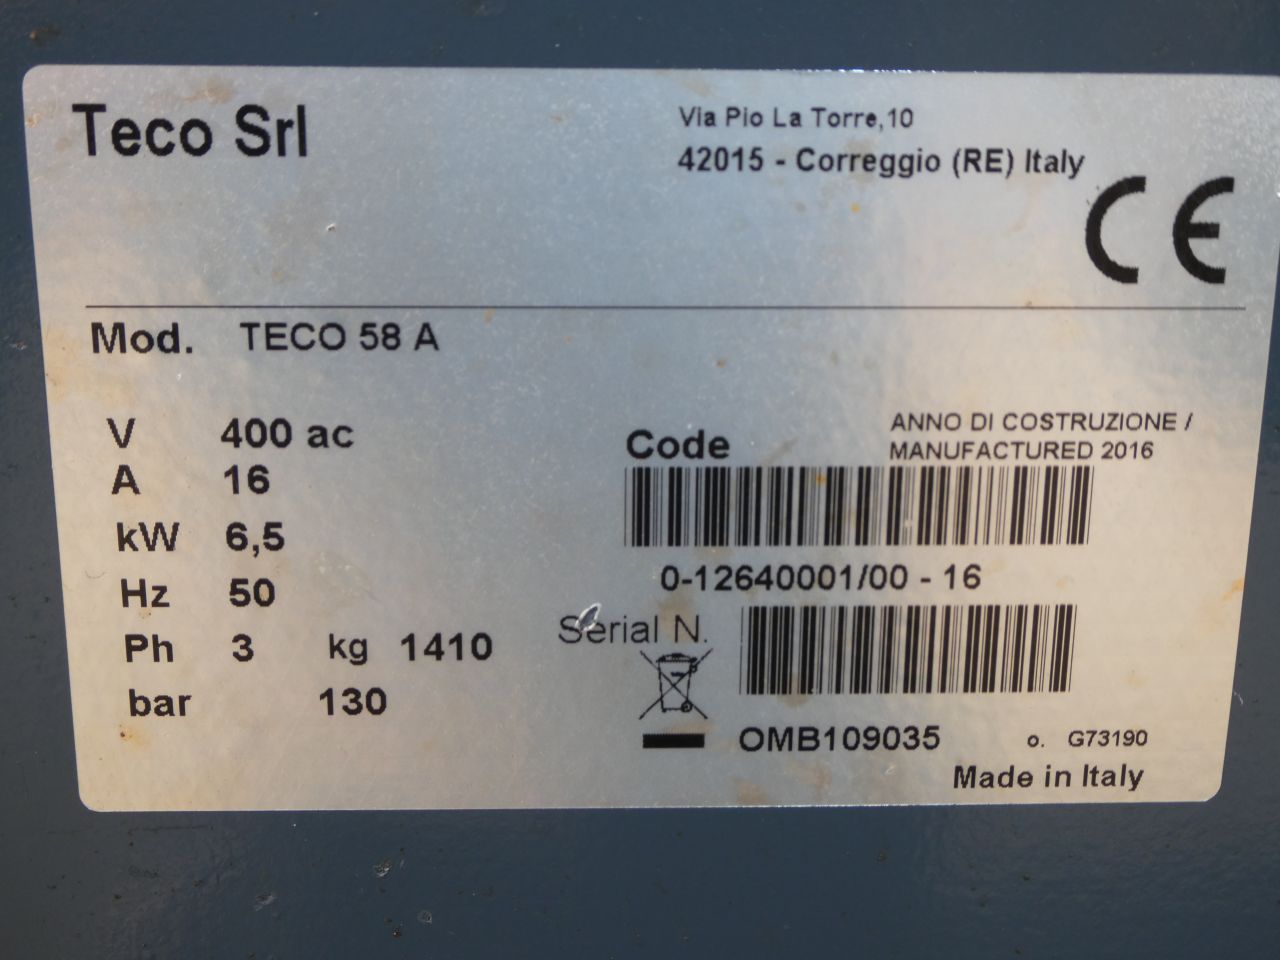 Teco Srl
Via Pio La Torre,10
42015 - Correggio (RE) Italy
CE
Mod. TECO 58 A
V 400 ac
A 16
kW 6,5
Hz 50
Ph 3 kg 1410
bar 130
Code
ANNO DI COSTRUZIONE /
MANUFACTURED 2016
0-12640001/00 - 16
Serial N.
OMB109035 o. G73190
Made in Italy